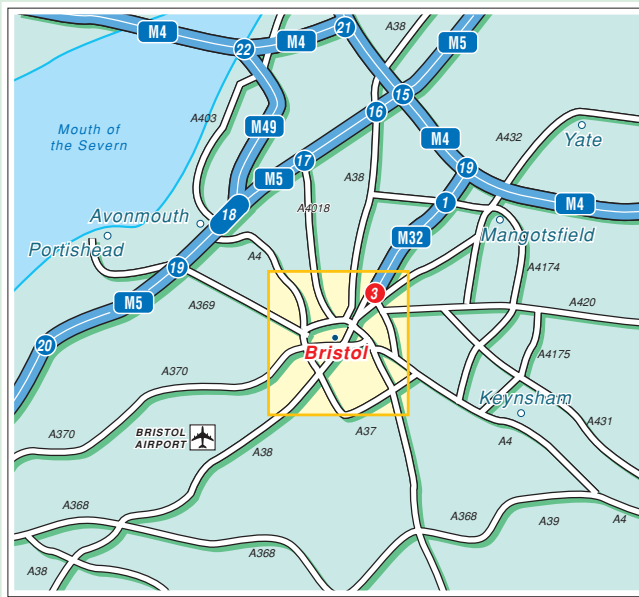 M4
22
M4
21
A38
M5
A403
M49
16
15
A432
Yate
Mouth of
the Severn
M5
17
A38
M4
19
18
A4018
1
M4
Avonmouth
Portishead
M32
Mangotsfield
19
A4
A4174
M5
A369
3
A420
20
Bristol
A4175
A370
Keynsham
A370
BRISTOL
AIRPORT
A37
A431
A38
A4
A368
A368
A368
A39
A4
A38